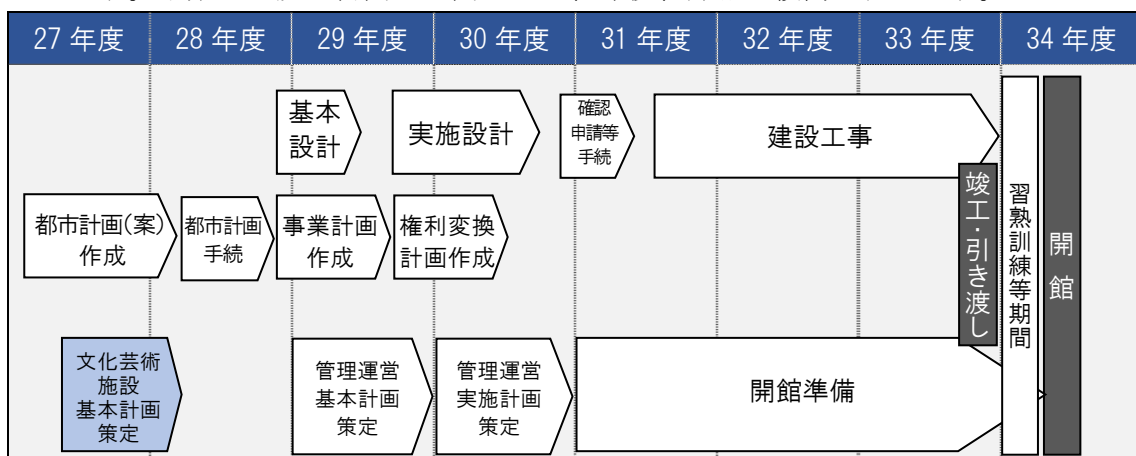 27 年度
28 年度
29 年度
30 年度
31 年度
32 年度
33 年度
34 年度
基本
設計
実施設計
確認
申請等
手続
建設工事
都市計画(案)
作成
都市計画
手続
事業計画
作成
権利変換
計画作成
竣工・引き渡し
習熟訓練等期間
開館
文化芸術
施設
基本計画
策定
管理運営
基本計画
策定
管理運営
実施計画
策定
開館準備